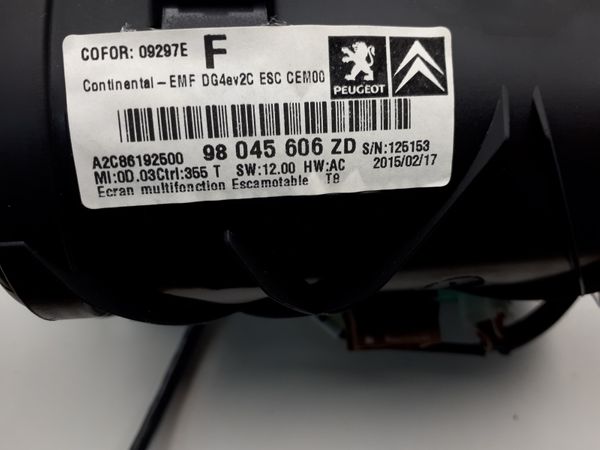 COFOR: 09297E F
Continental-EMF DG4ev2C ESC CEM00
PEUGEOT
A2C86192500 98 045 606 ZD S/N:125153
MI:0D.03Ctrl:355 T SW:12.00 HW:AC 2015/02/17
Ecran multifonction Escamotable T8